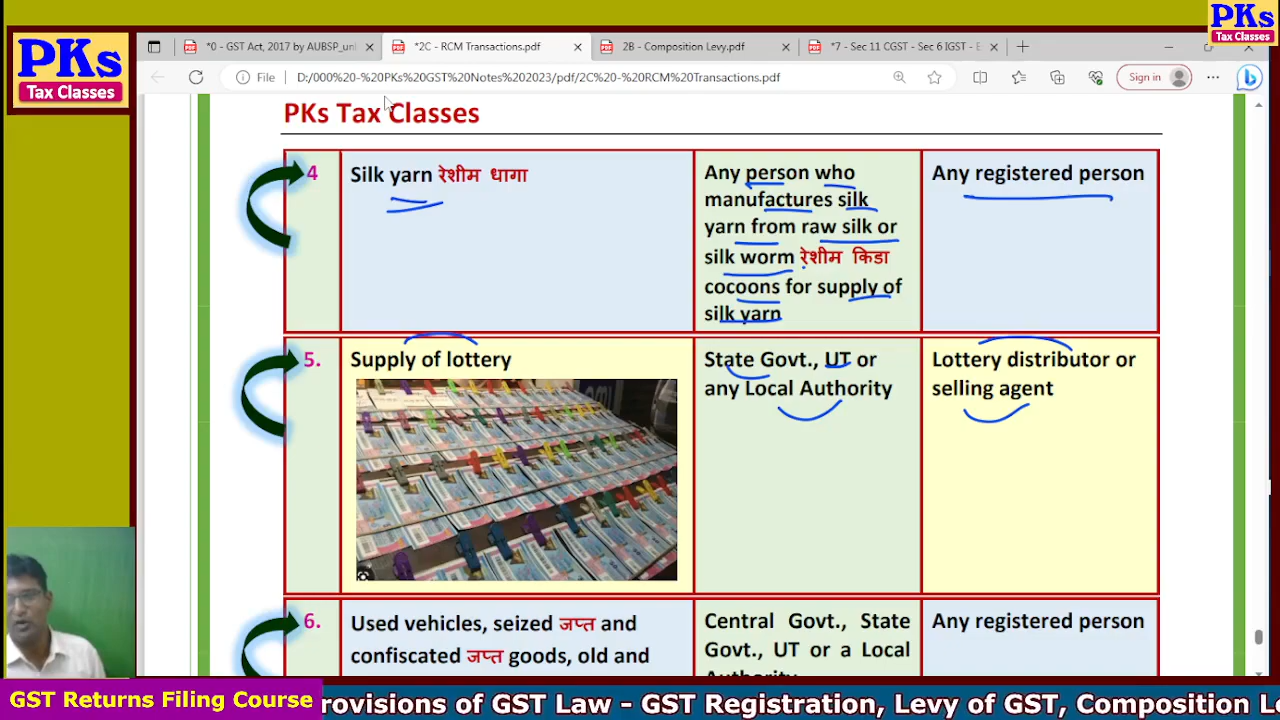 PKs
Tax Classes
*0 - GST Act, 2017 by AUBSP_unl
*2C - RCM Transactions.pdf
2B - Composition Levy.pdf
*7 - Sec 11 CGST - Sec 6 GST - E
PKs
Tax Classes
File
D:/000%20-%20PKs%20GST%20Notes%202023/pdf/2C%20-%20RCM%20Transactions.pdf
Sign in
PKs Tax Classes
4
Silk yarn रेशीम धागा
Any person who
manufactures silk
yarn from raw silk or
silk worm रेशीम किडा
cocoons for supply of
silk yarn
Any registered person
5.
Supply of lottery
State Govt., UT or
any Local Authority
Lottery distributor or
selling agent
6.
Used vehicles, seized जप्त and
confiscated जप्त goods, old and
Central Govt., State
Govt., UT or a Local
Authority
Any registered person
GST Returns Filing Course
rovisions of GST Law - GST Registration, Levy of GST, Composition Le